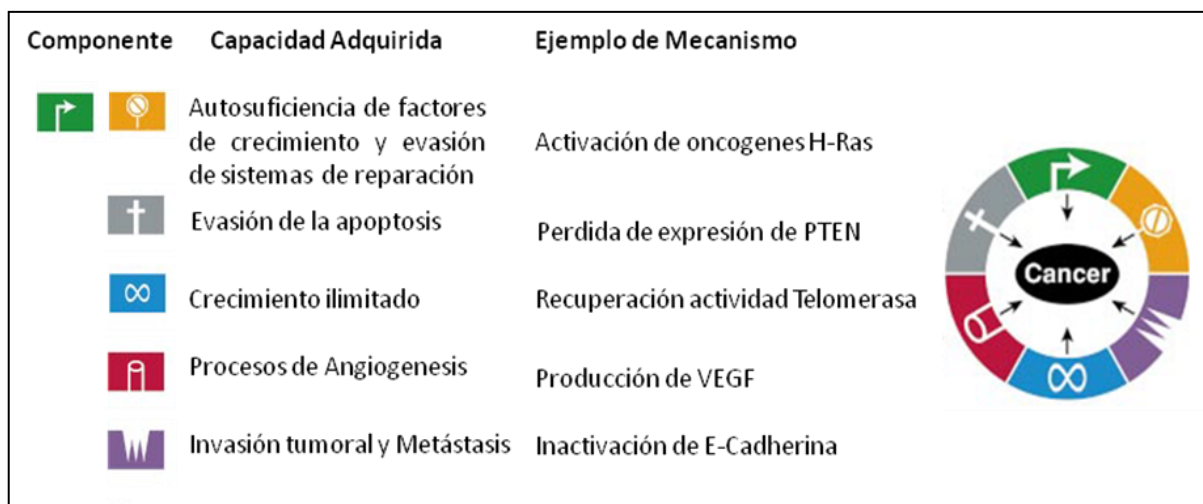 Componente Capacidad Adquirida Ejemplo de Mecanismo
Autosuficiencia de factores
de crecimiento y evasión
de sistemas de reparación
Activación de oncogenes H-Ras
Evasión de la apoptosis
Perdida de expresión de PTEN
Crecimiento ilimitado
Recuperación actividad Telomerasa
Procesos de Angiogenesis
Producción de VEGF
Invasión tumoral y Metástasis
Inactivación de E-Cadherina
Cancer